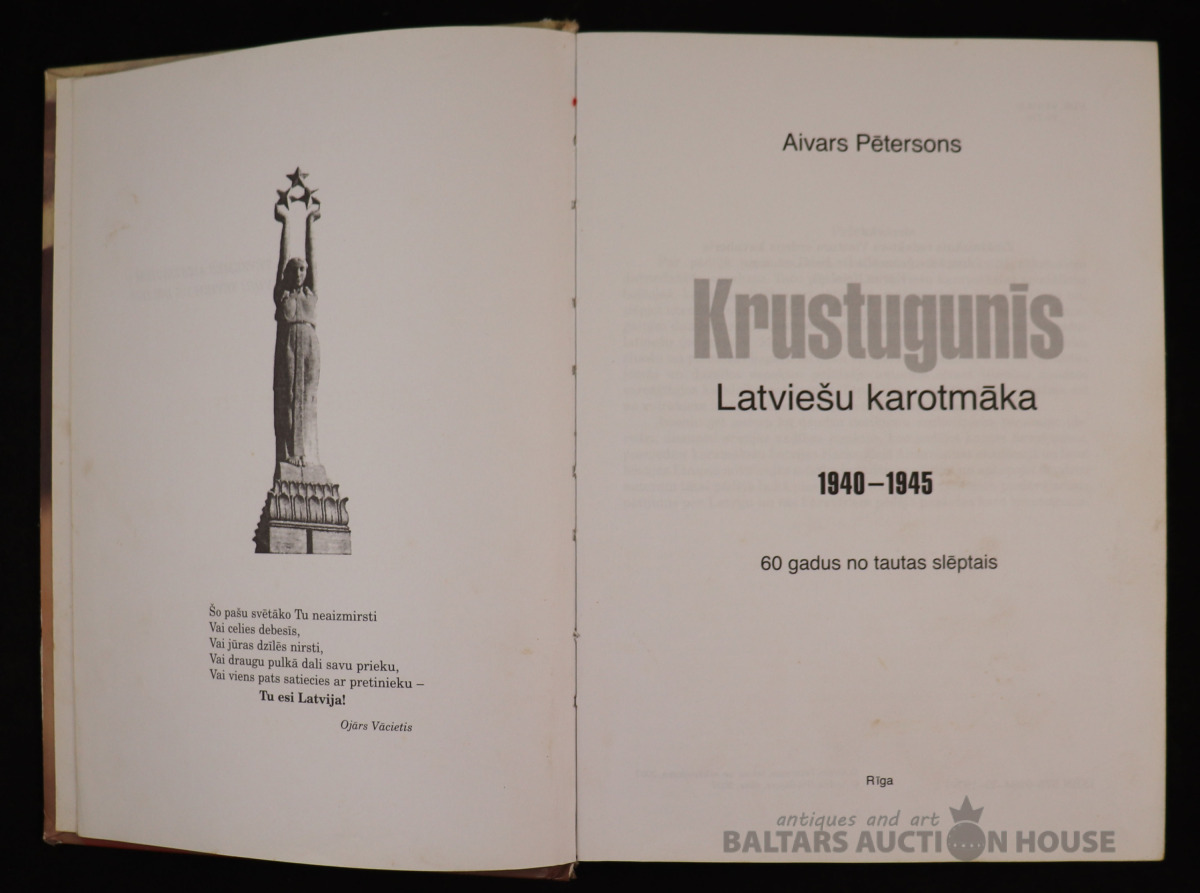 Šo pašu svētāko Tu neaizmirsti
Vai celies debesīs,
Vai jūras dzīlēs nirsti,
Vai draugu pulkā dali savu prieku,
Vai viens pats satiecies ar pretinieku –
Tu esi Latvija!
Ojārs Vācietis
Aivars Pētersons
Krustugunīs
Latviešu karotmāka
1940–1945
60 gadus no tautas slēptais
Rīga
antiques and art
BALTARS AUCTION HOUSE